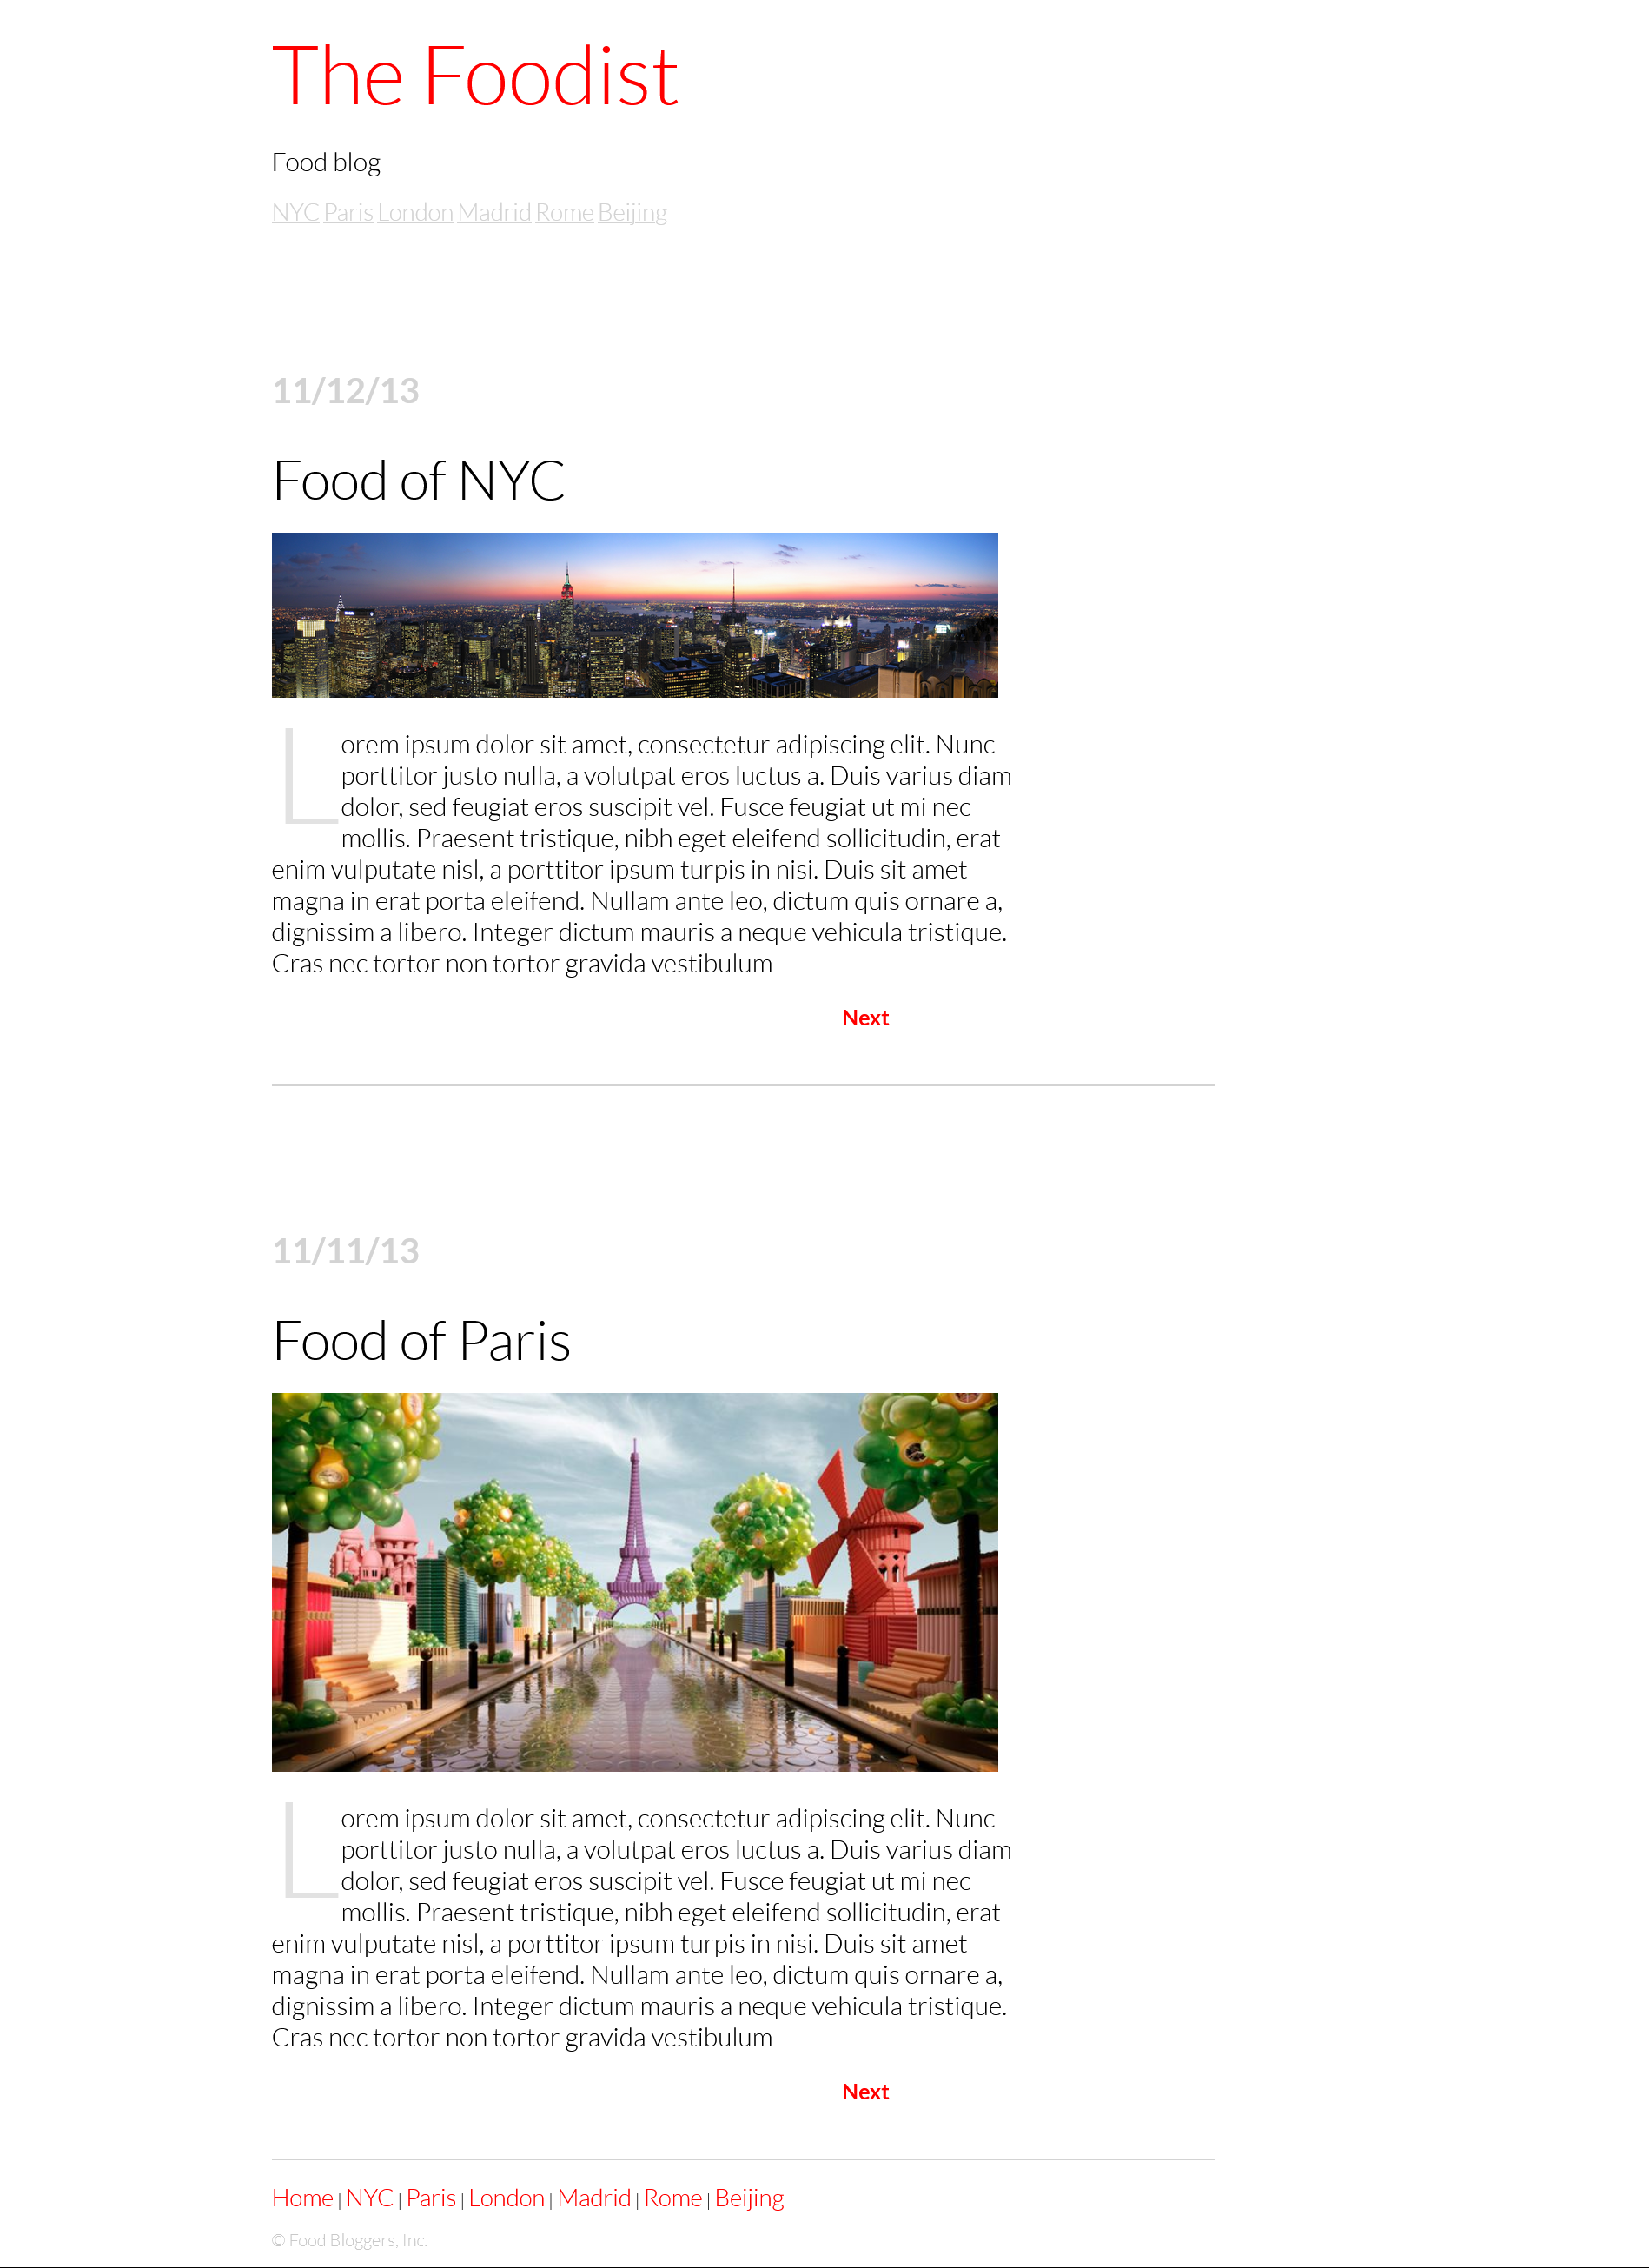 The Foodist
Food blog
NYC Paris London Madrid Rome Beijing
11/12/13
Food of NYC
Lorem ipsum dolor sit amet, consectetur adipiscing elit. Nunc
porttitor justo nulla, a volutpat eros luctus a. Duis varius diam
dolor, sed feugiat eros suscipit vel. Fusce feugiat ut mi nec
mollis. Praesent tristique, nibh eget eleifend sollicitudin, erat
enim vulputate nisl, a porttitor ipsum turpis in nisi. Duis sit amet
magna in erat porta eleifend. Nullam ante leo, dictum quis ornare a,
dignissim a libero. Integer dictum mauris a neque vehicula tristique.
Cras nec tortor non tortor gravida vestibulum
Next
11/11/13
Food of Paris
Lorem ipsum dolor sit amet, consectetur adipiscing elit. Nunc
porttitor justo nulla, a volutpat eros luctus a. Duis varius diam
dolor, sed feugiat eros suscipit vel. Fusce feugiat ut mi nec
mollis. Praesent tristique, nibh eget eleifend sollicitudin, erat
enim vulputate nisl, a porttitor ipsum turpis in nisi. Duis sit amet
magna in erat porta eleifend. Nullam ante leo, dictum quis ornare a,
dignissim a libero. Integer dictum mauris a neque vehicula tristique.
Cras nec tortor non tortor gravida vestibulum
Next
Home | NYC | Paris | London | Madrid | Rome | Beijing
© Food Bloggers, Inc.